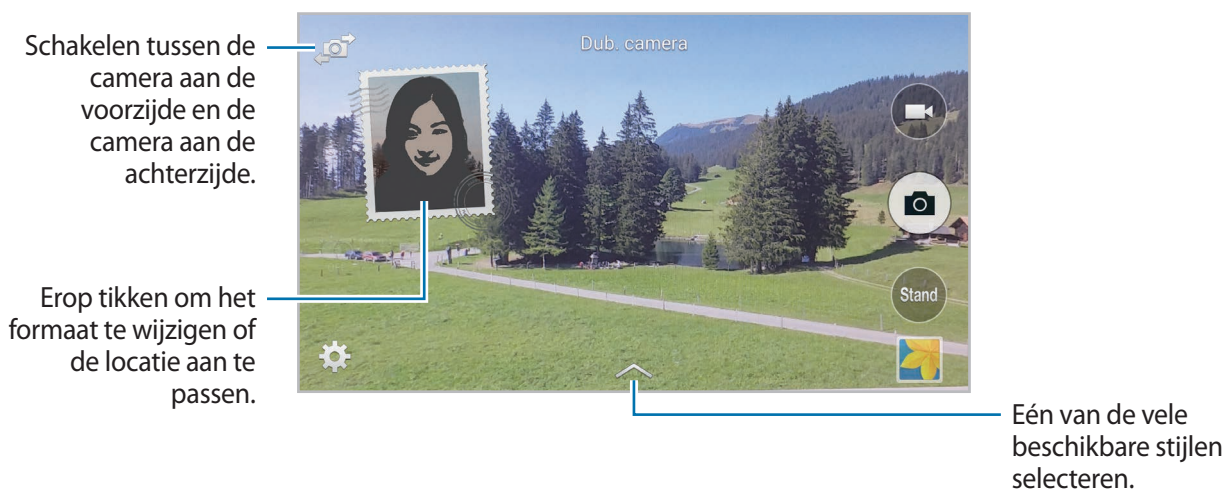 Schakelen tussen de
camera aan de
voorzijde en de
camera aan de
achterzijde.
Dub. camera
Stand
Erop tikken om het
formaat te wijzigen of
de locatie aan te
passen.
Eén van de vele
beschikbare stijlen
selecteren.